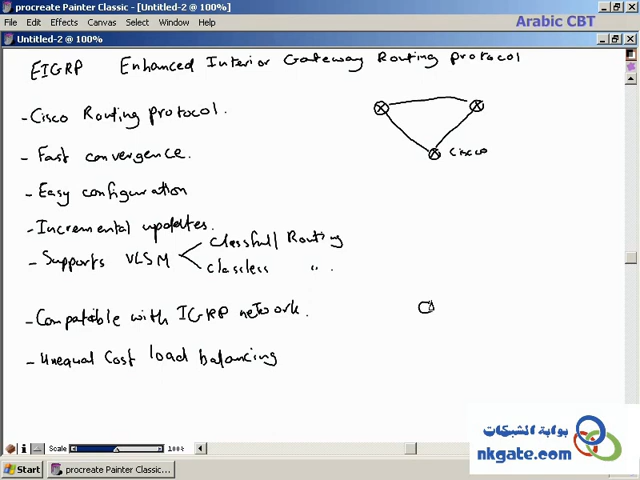 procreate Painter Classic - [Untitled-2 @ 100%]
File Edit Effects Canvas Select Window Help
Arabic CBT
Untitled-2 @ 100%
EIGRP Enhanced Interior Gateway Routing protocol
- Cisco Routing protocol.
- Fast convergence.
Cisco
- Easy configuration
- Incremental updates.
classfull Routing
- Supports VLSM
classless " .
- Compatable with IGRP network.
- unequal cost load balancing
Scale 100%
Start procreate Painter Classic...
بوابة الشبكات
nkgate.com